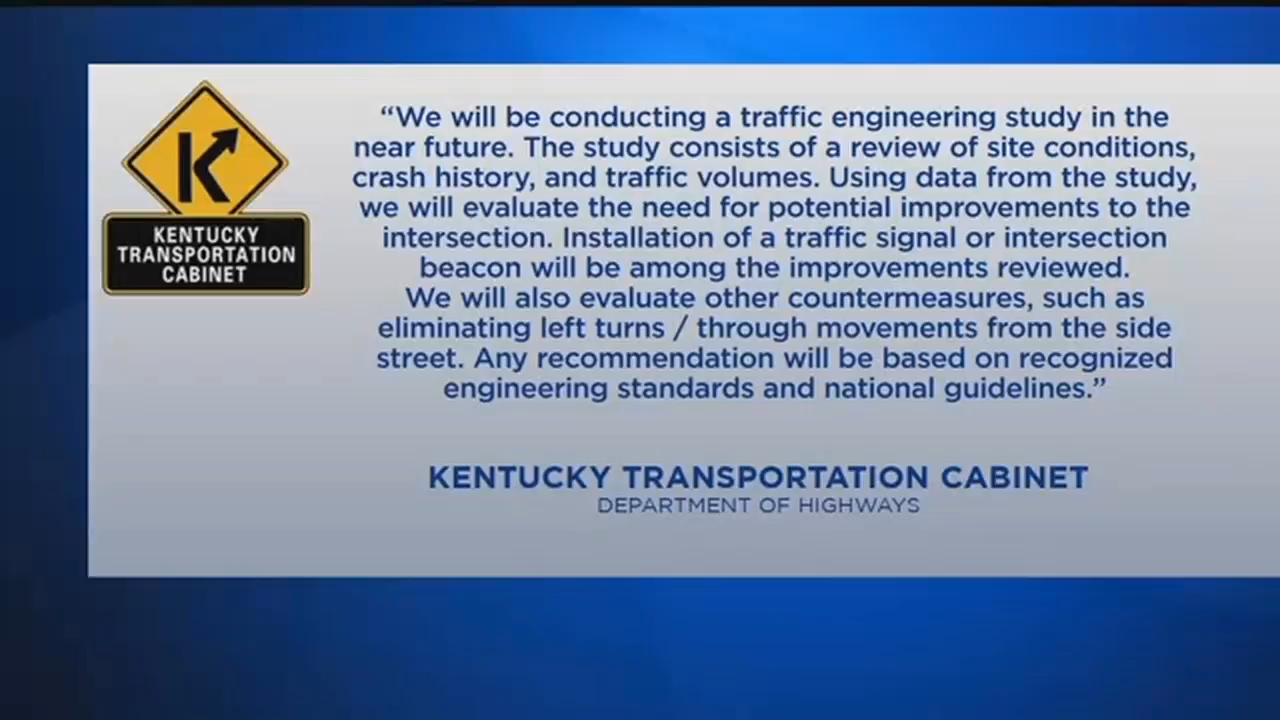 KENTUCKY
TRANSPORTATION
CABINET
“We will be conducting a traffic engineering study in the
near future. The study consists of a review of site conditions,
crash history, and traffic volumes. Using data from the study,
we will evaluate the need for potential improvements to the
intersection. Installation of a traffic signal or intersection
beacon will be among the improvements reviewed.
We will also evaluate other countermeasures, such as
eliminating left turns / through movements from the side
street. Any recommendation will be based on recognized
engineering standards and national guidelines.”
KENTUCKY TRANSPORTATION CABINET
DEPARTMENT OF HIGHWAYS